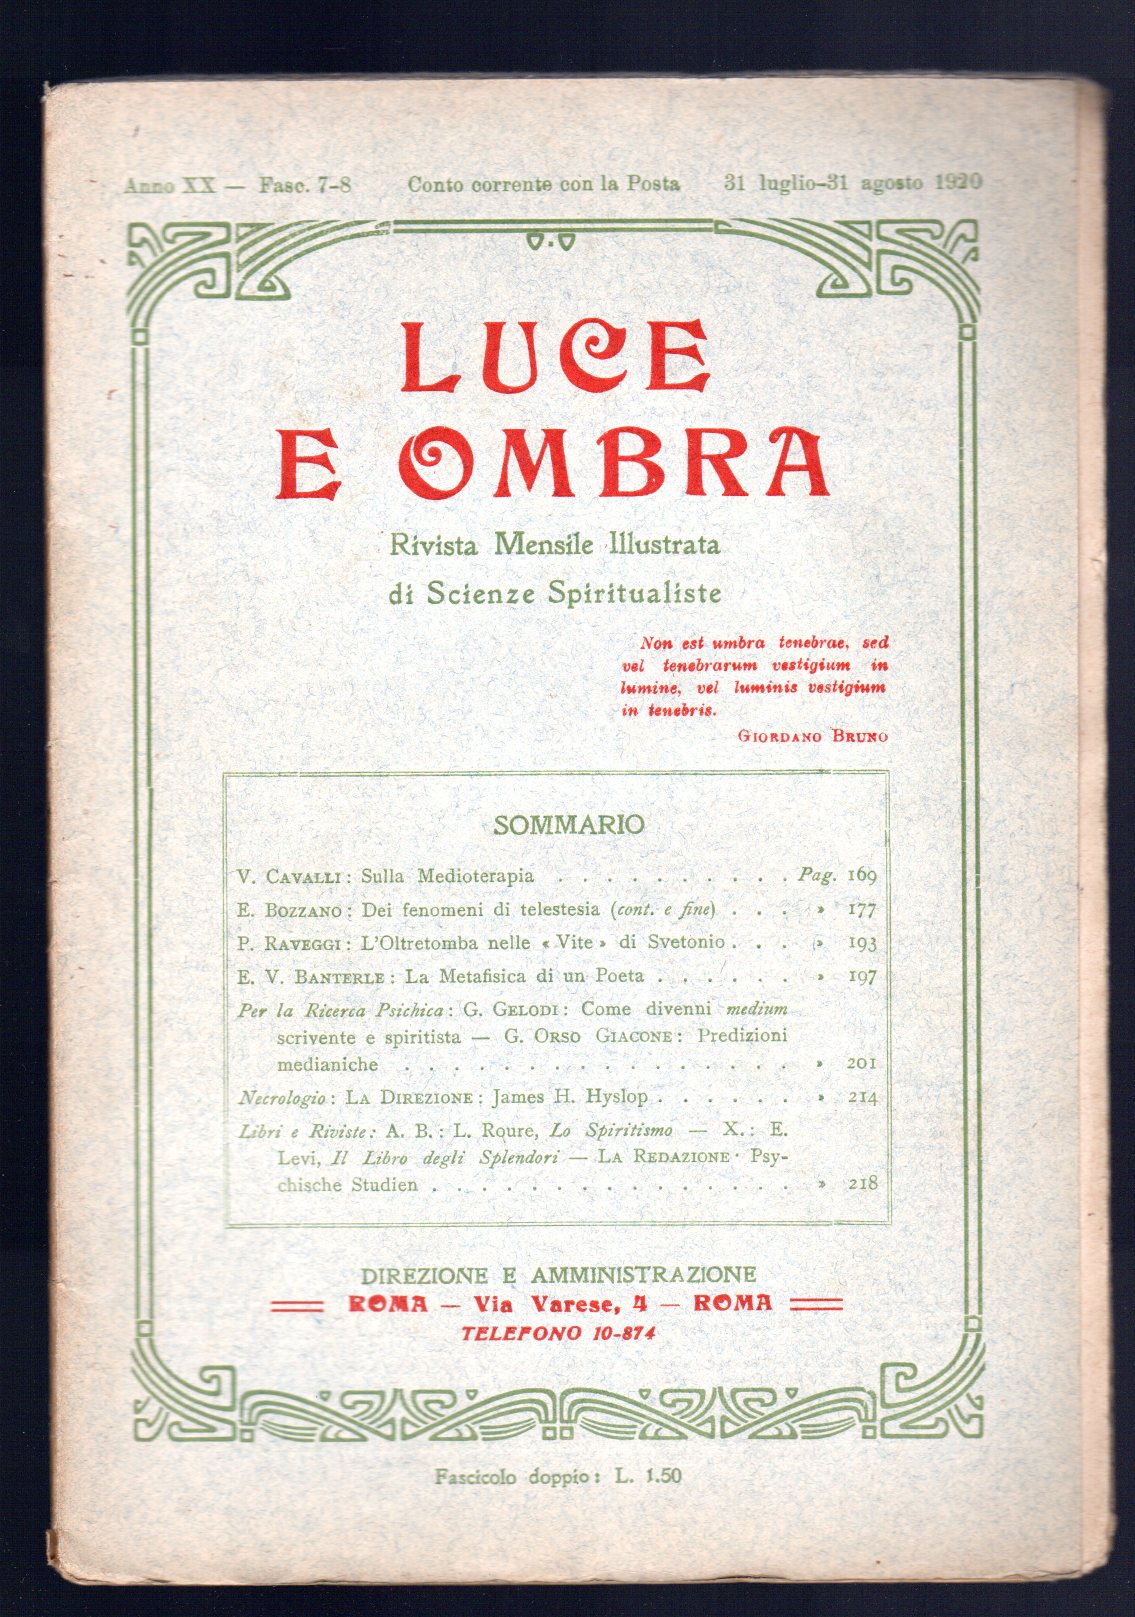 Anno XX — Fasc. 7-8 Conto corrente con la Posta 31 luglio-31 agosto 1920
LUCE
E OMBRA
Rivista Mensile Illustrata
di Scienze Spiritualiste
Non est umbra tenebrae, sed
vel tenebrarum vestigium in
lumine, vel luminis vestigium
in tenebris.
GIORDANO BRUNO
SOMMARIO
V. CAVALLI: Sulla Medioterapia . . . . . . . . . . Pag. 169
E. BOZZANO: Dei fenomeni di telestesia (cont. e fine) . . . » 177
P. RAVEGGI: L'Oltretomba nelle « Vite » di Svetonio . . . » 193
E. V. BANTERLE: La Metafisica di un Poeta . . . . . . » 197
Per la Ricerca Psichica: G. GELODI: Come divenni medium
scrivente e spiritista — G. ORSO GIACONE: Predizioni
medianiche . . . . . . . . . . . . . . . . » 201
Necrologio: LA DIREZIONE: James H. Hyslop . . . . . . » 214
Libri e Riviste: A. B.: L. Roure, Lo Spiritismo — X.: E.
Levi, Il Libro degli Splendori — LA REDAZIONE· Psy-
chische Studien . . . . . . . . . . . . . . . » 218
DIREZIONE E AMMINISTRAZIONE
ROMA — Via Varese, 4 — ROMA
TELEFONO 10-874
Fascicolo doppio: L. 1.50